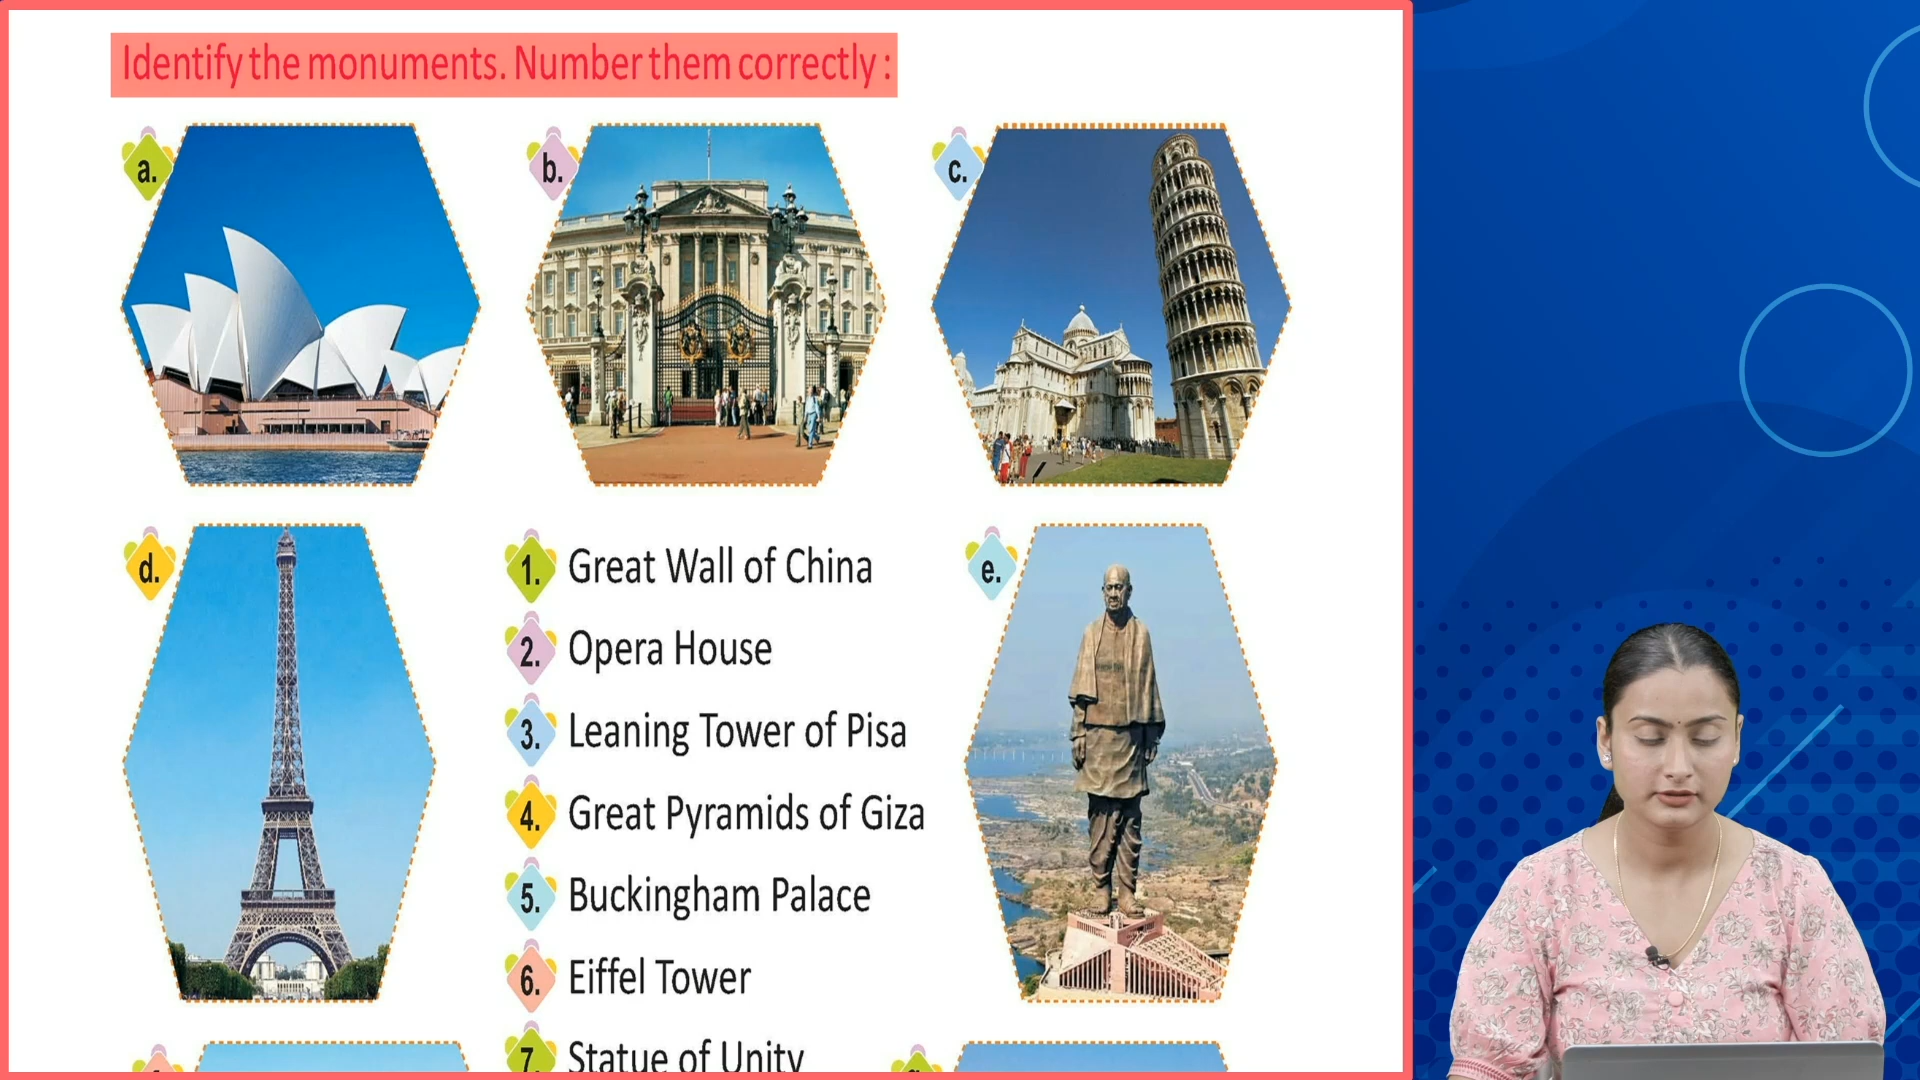 Identify the monuments. Number them correctly :
a.
b.
c.
d.
1. Great Wall of China
e.
2. Opera House
3. Leaning Tower of Pisa
4. Great Pyramids of Giza
5. Buckingham Palace
6. Eiffel Tower
7. Statue of Unity